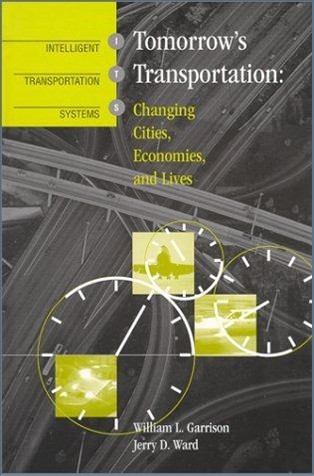 INTELLIGENT I
TRANSPORTATION T
SYSTEMS S
Tomorrow's
Transportation:
Changing
Cities,
Economies,
and Lives
William L. Garrison
Jerry D. Ward